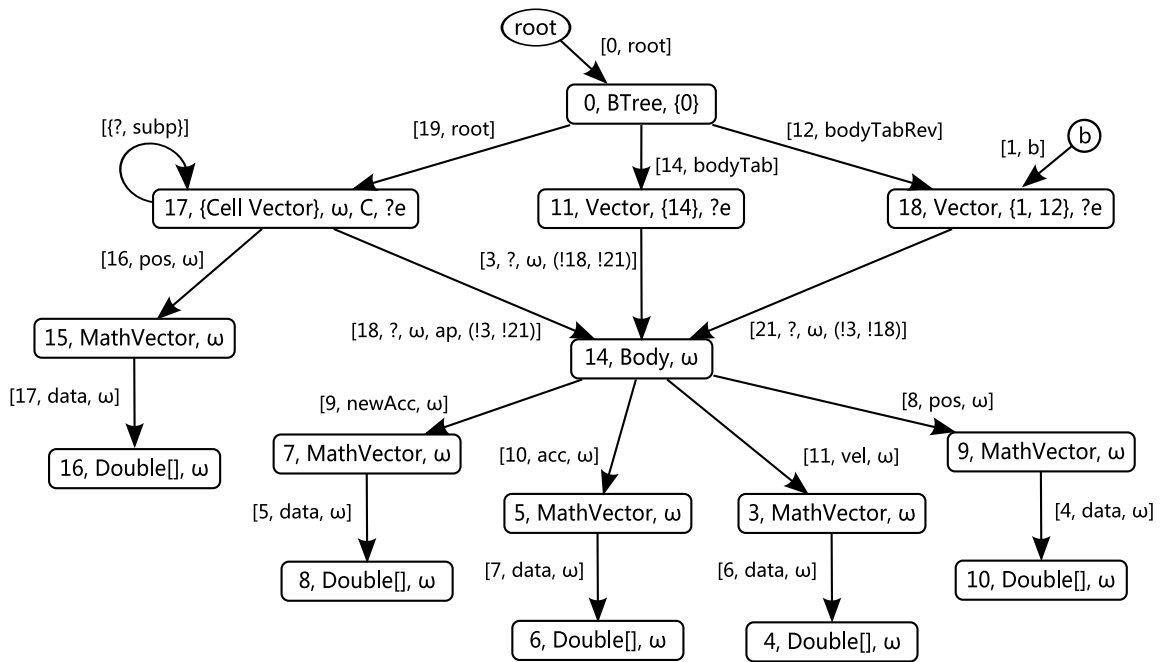 root
[0, root]
0, BTree, {0}
[{?, subp}]
[19, root]
[14, bodyTab]
[12, bodyTabRev]
[1, b]
b
17, {Cell Vector}, ω, C, ?e
11, Vector, {14}, ?e
18, Vector, {1, 12}, ?e
[16, pos, ω]
[3, ?, ω, (!18, !21)]
[18, ?, ω, ap, (!3, !21)]
[21, ?, ω, (!3, !18)]
15, MathVector, ω
14, Body, ω
[17, data, ω]
[9, newAcc, ω]
[10, acc, ω]
[11, vel, ω]
[8, pos, ω]
16, Double[], ω
7, MathVector, ω
9, MathVector, ω
[5, data, ω]
5, MathVector, ω
3, MathVector, ω
[4, data, ω]
8, Double[], ω
[7, data, ω]
[6, data, ω]
10, Double[], ω
6, Double[], ω
4, Double[], ω